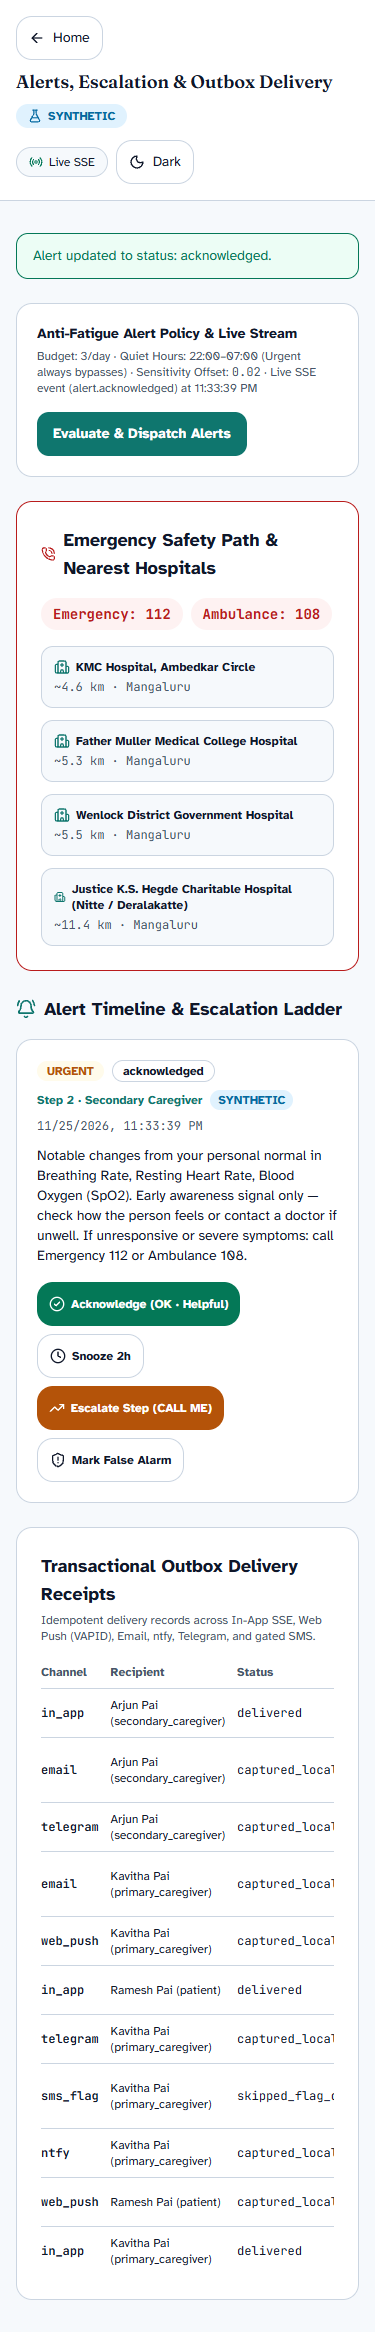 Home
Alerts, Escalation & Outbox Delivery
SYNTHETIC
Live SSE
Dark
Alert updated to status: acknowledged.
Anti-Fatigue Alert Policy & Live Stream
Budget: 3/day · Quiet Hours: 22:00–07:00 (Urgent
always bypasses) · Sensitivity Offset: 0.02 · Live SSE
event (alert.acknowledged) at 11:33:39 PM
Evaluate & Dispatch Alerts
Emergency Safety Path &
Nearest Hospitals
Emergency: 112
Ambulance: 108
KMC Hospital, Ambedkar Circle
~4.6 km · Mangaluru
Father Muller Medical College Hospital
~5.3 km · Mangaluru
Wenlock District Government Hospital
~5.5 km · Mangaluru
Justice K.S. Hegde Charitable Hospital
(Nitte / Deralakatte)
~11.4 km · Mangaluru
Alert Timeline & Escalation Ladder
URGENT
acknowledged
Step 2 · Secondary Caregiver
SYNTHETIC
11/25/2026, 11:33:39 PM
Notable changes from your personal normal in
Breathing Rate, Resting Heart Rate, Blood
Oxygen (SpO2). Early awareness signal only —
check how the person feels or contact a doctor if
unwell. If unresponsive or severe symptoms: call
Emergency 112 or Ambulance 108.
Acknowledge (OK · Helpful)
Snooze 2h
Escalate Step (CALL ME)
Mark False Alarm
Transactional Outbox Delivery
Receipts
Idempotent delivery records across In-App SSE, Web
Push (VAPID), Email, ntfy, Telegram, and gated SMS.
Channel Recipient Status
in_app Arjun Pai (secondary_caregiver) delivered
email Arjun Pai (secondary_caregiver) captured_local
telegram Arjun Pai (secondary_caregiver) captured_local
email Kavitha Pai (primary_caregiver) captured_local
web_push Kavitha Pai (primary_caregiver) captured_local
in_app Ramesh Pai (patient) delivered
telegram Kavitha Pai (primary_caregiver) captured_local
sms_flag Kavitha Pai (primary_caregiver) skipped_flag_
ntfy Kavitha Pai (primary_caregiver) captured_local
web_push Ramesh Pai (patient) captured_local
in_app Kavitha Pai (primary_caregiver) delivered